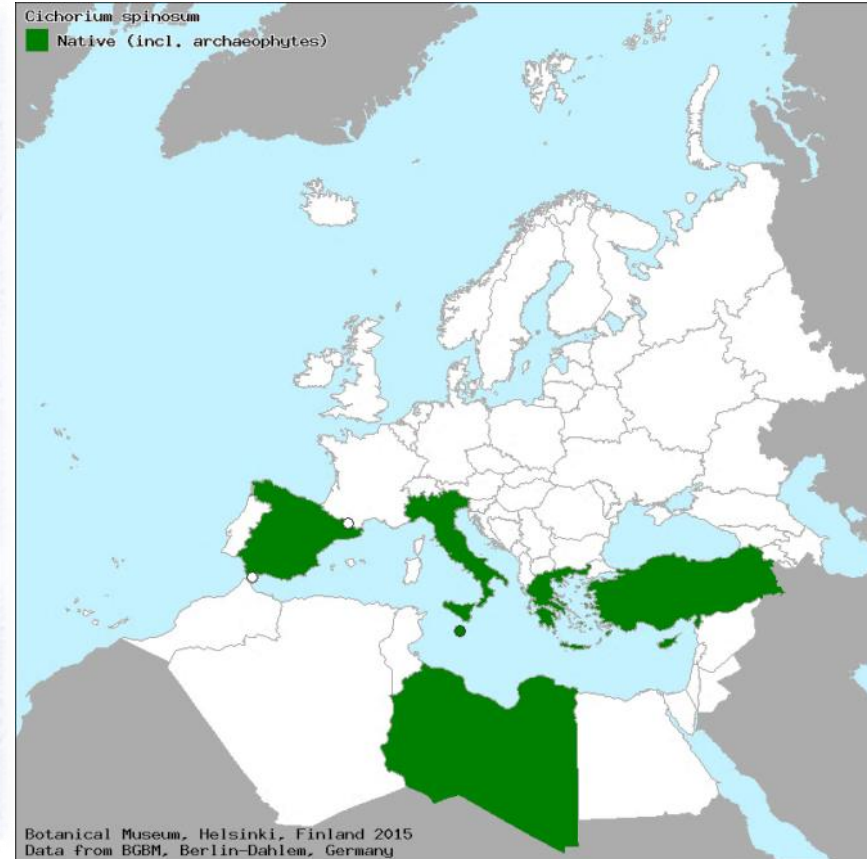 Cichorium spinosum
Native (incl. archaeophytes)
Botanical Museum, Helsinki, Finland 2015
Data from BGBM, Berlin-Dahlem, Germany